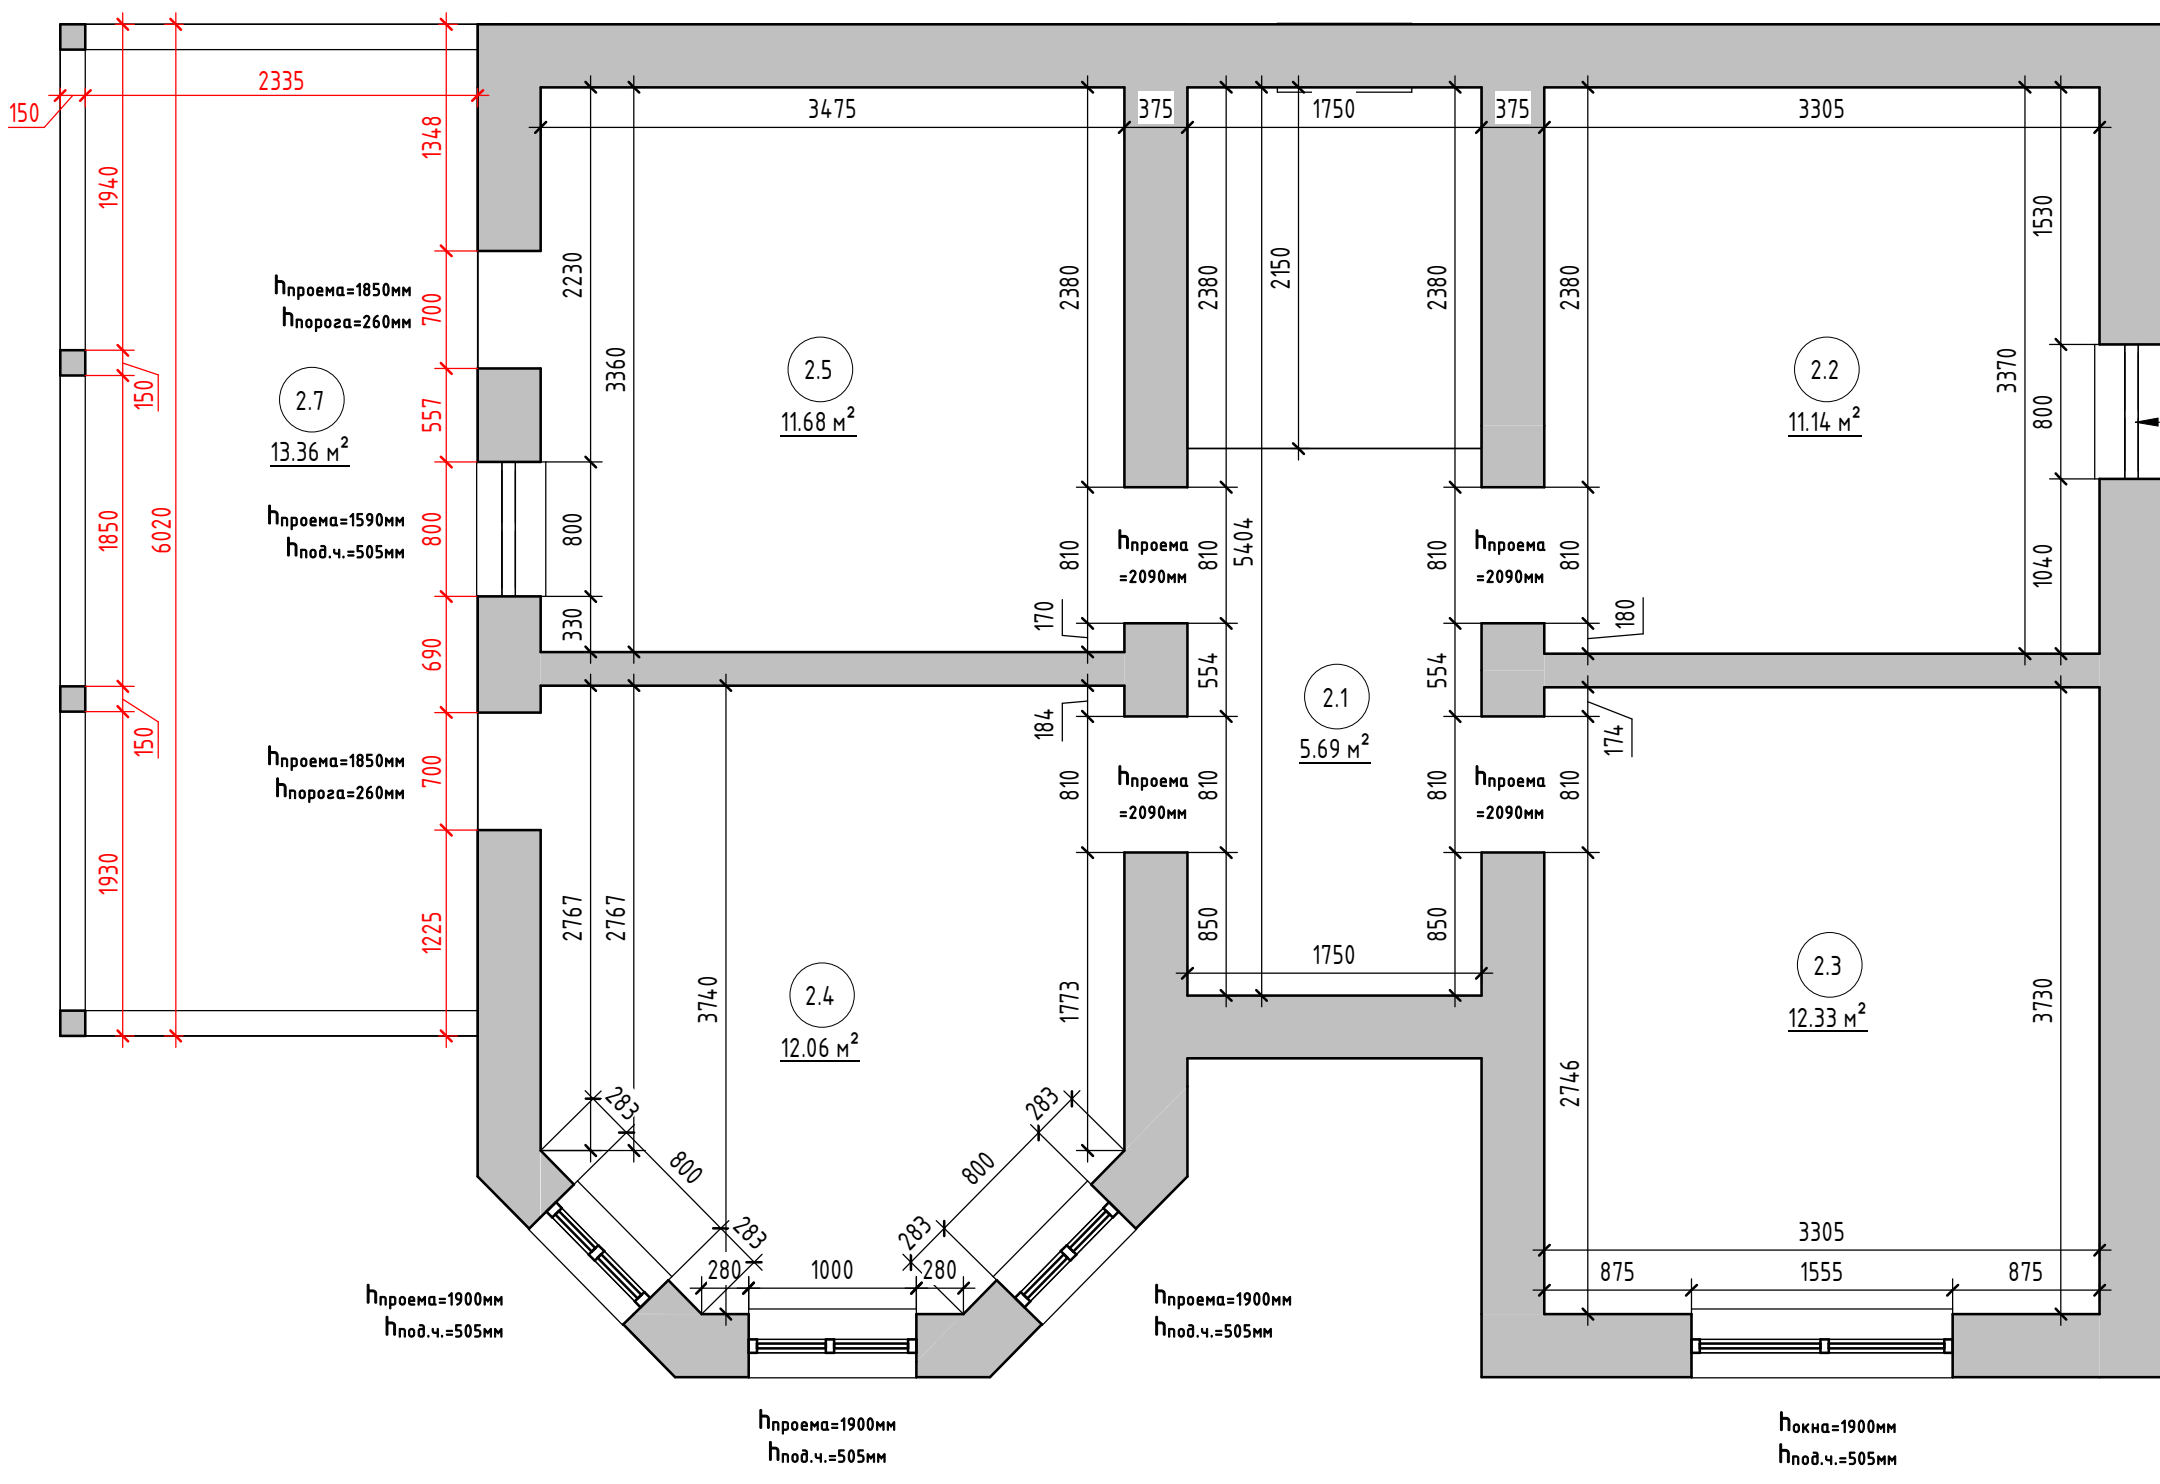 2335
150
3475
375
1750
375
3305
1348
1940
1530
2230
2380
2380
2150
2380
2380
hпроема=1850мм
hпорога=260мм
700
3360
3370
2.5
11.68 м²
2.2
11.14 м²
2.7
13.36 м²
150
557
800
hпроема=1590мм
hпод.ч.=505мм
1850
6020
800
800
810
hпроема
=2090мм
810
5404
810
hпроема
=2090мм
810
1040
330
170
180
690
554
554
2.1
5.69 м²
184
174
150
hпроема=1850мм
hпорога=260мм
700
810
hпроема
=2090мм
810
810
hпроема
=2090мм
810
1930
1225
2767
2767
850
850
1750
3740
1773
2.4
12.06 м²
2.3
12.33 м²
3730
2746
283
283
800
800
283
283
280
1000
280
3305
875
1555
875
hпроема=1900мм
hпод.ч.=505мм
hпроема=1900мм
hпод.ч.=505мм
hпроема=1900мм
hпод.ч.=505мм
hокна=1900мм
hпод.ч.=505мм